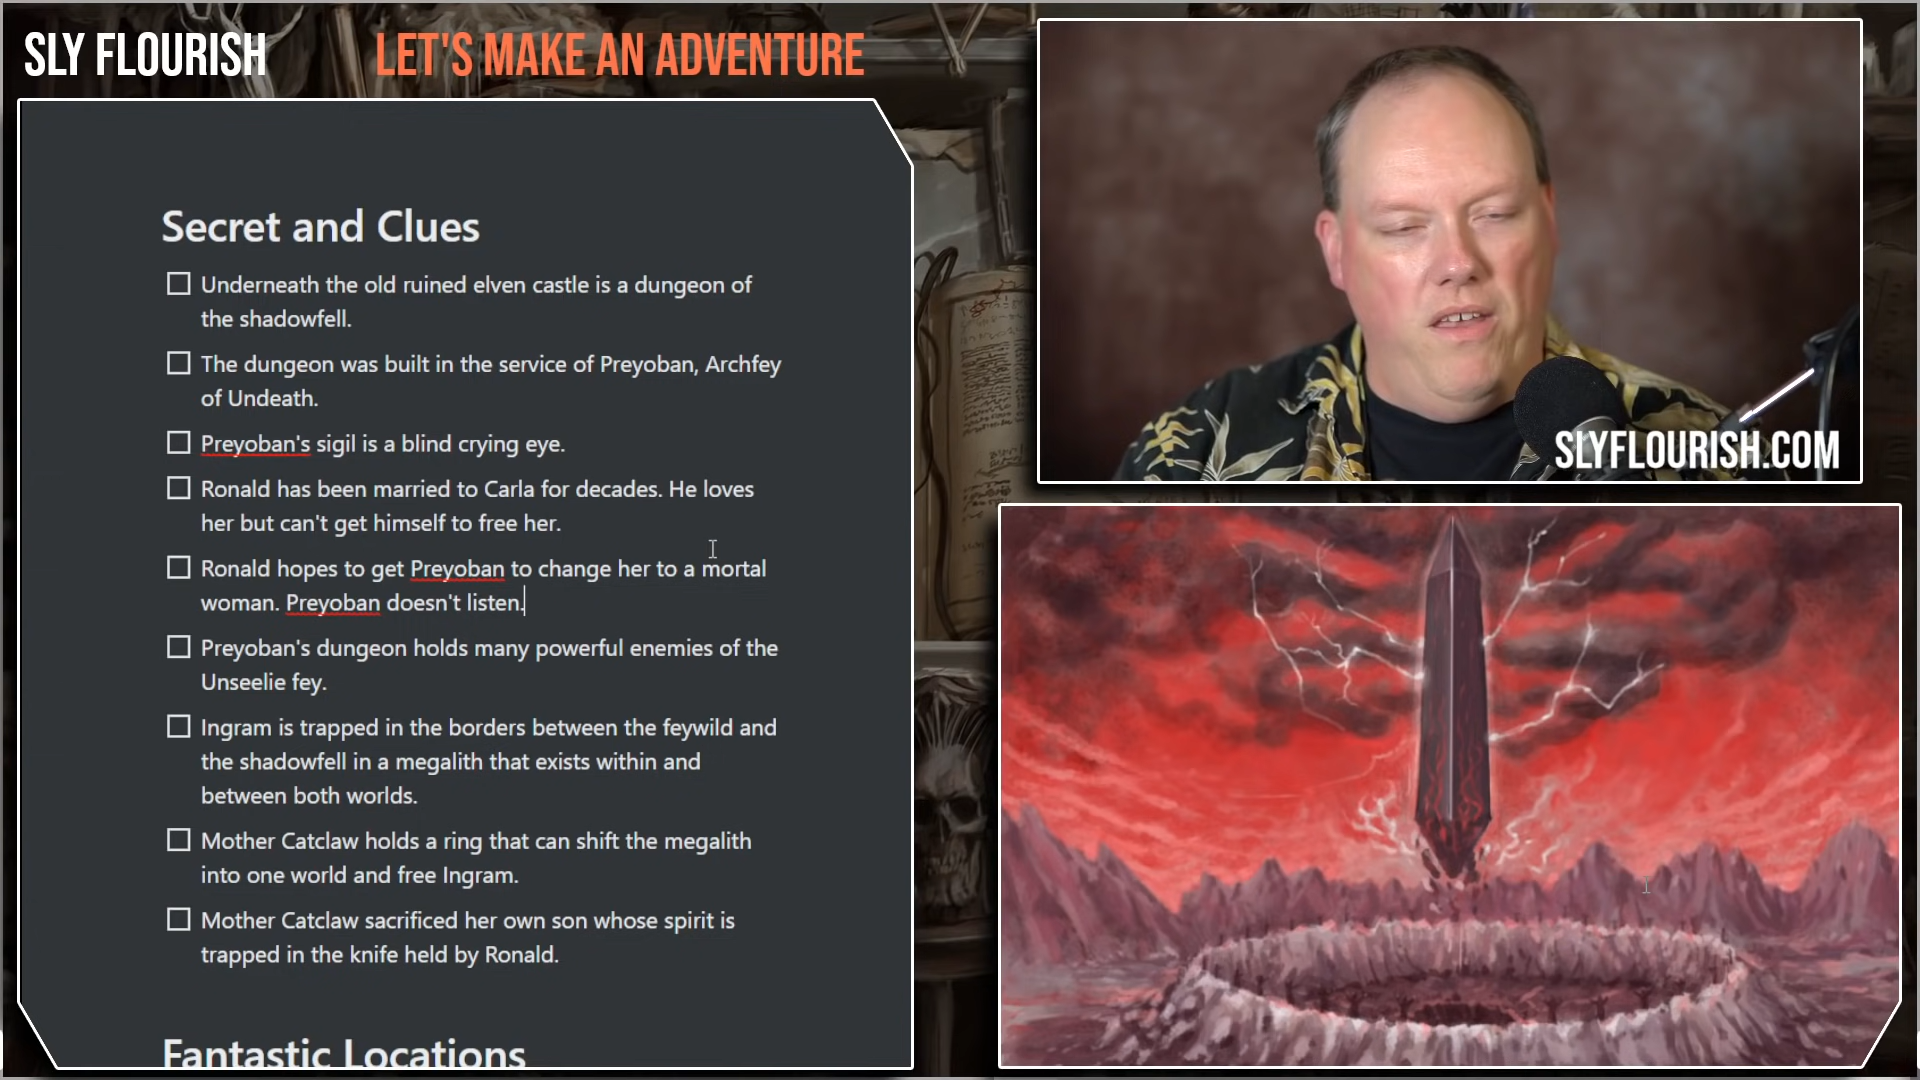 SLY FLOURISH
LET'S MAKE AN ADVENTURE
Secret and Clues
Underneath the old ruined elven castle is a dungeon of
the shadowfell.
The dungeon was built in the service of Preyoban, Archfey
of Undeath.
Preyoban's sigil is a blind crying eye.
Ronald has been married to Carla for decades. He loves
her but can't get himself to free her.
Ronald hopes to get Preyoban to change her to a mortal
woman. Preyoban doesn't listen.
Preyoban's dungeon holds many powerful enemies of the
Unseelie fey.
Ingram is trapped in the borders between the feywild and
the shadowfell in a megalith that exists within and
between both worlds.
Mother Catclaw holds a ring that can shift the megalith
into one world and free Ingram.
Mother Catclaw sacrificed her own son whose spirit is
trapped in the knife held by Ronald.
Fantastic Locations
SLYFLOURISH.COM